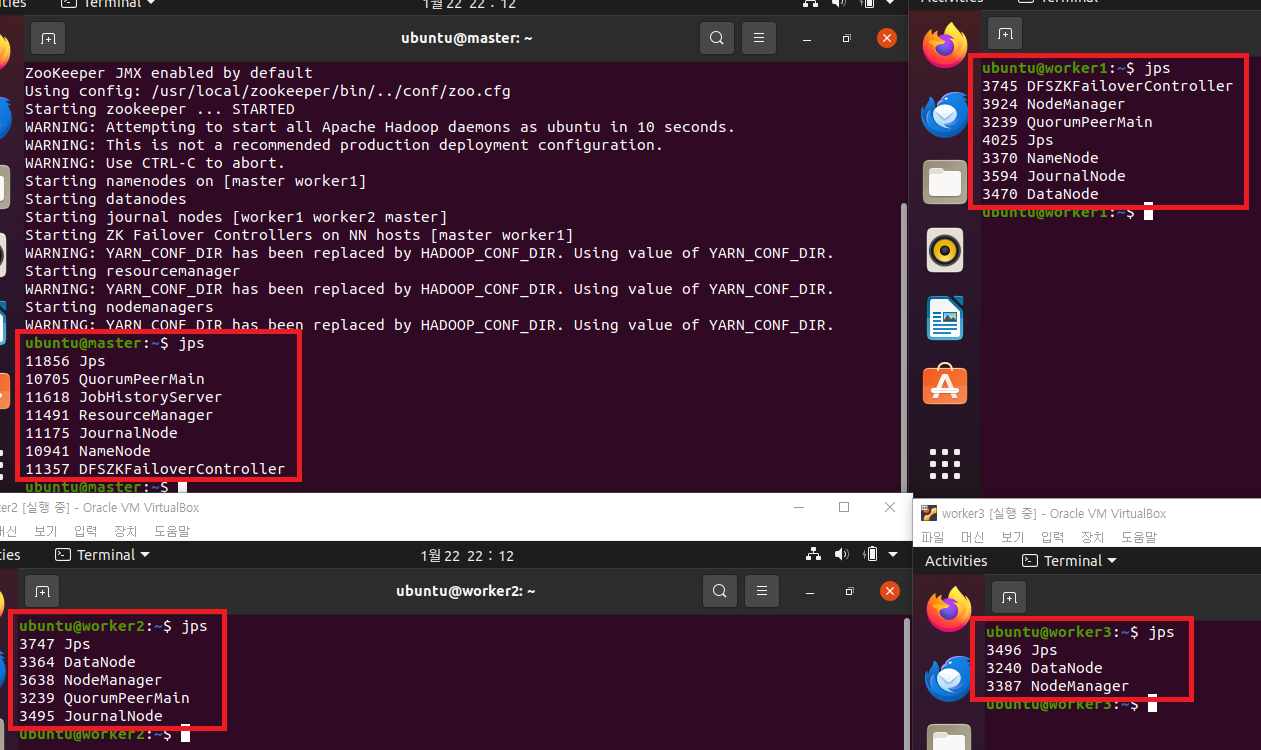 ities
Terminal
1월 22 22 : 12
Activities
Terminal
ubuntu@master: ~
ZooKeeper JMX enabled by default
Using config: /usr/local/zookeeper/bin/../conf/zoo.cfg
Starting zookeeper ... STARTED
WARNING: Attempting to start all Apache Hadoop daemons as ubuntu in 10 seconds.
WARNING: This is not a recommended production deployment configuration.
WARNING: Use CTRL-C to abort.
Starting namenodes on [master worker1]
Starting datanodes
Starting journal nodes [worker1 worker2 master]
Starting ZK Failover Controllers on NN hosts [master worker1]
WARNING: YARN_CONF_DIR has been replaced by HADOOP_CONF_DIR. Using value of YARN_CONF_DIR.
Starting resourcemanager
WARNING: YARN_CONF_DIR has been replaced by HADOOP_CONF_DIR. Using value of YARN_CONF_DIR.
Starting nodemanagers
WARNING: YARN_CONF_DIR has been replaced by HADOOP_CONF_DIR. Using value of YARN_CONF_DIR.
ubuntu@master:~$ jps
11856 Jps
10705 QuorumPeerMain
11618 JobHistoryServer
11491 ResourceManager
11175 JournalNode
10941 NameNode
11357 DFSZKFailoverController
ubuntu@master:~$
ubuntu@worker1:~$ jps
3745 DFSZKFailoverController
3924 NodeManager
3239 QuorumPeerMain
4025 Jps
3370 NameNode
3594 JournalNode
3470 DataNode
ubuntu@worker1:~$
ker2 [실행 중] - Oracle VM VirtualBox
머신 보기 입력 장치 도움말
ties
Terminal
1월 22 22 : 12
ubuntu@worker2: ~
ubuntu@worker2:~$ jps
3747 Jps
3364 DataNode
3638 NodeManager
3239 QuorumPeerMain
3495 JournalNode
ubuntu@worker2:~$
worker3 [실행 중] - Oracle VM VirtualBox
파일 머신 보기 입력 장치 도움말
Activities
Terminal
ubuntu@worker3:~$ jps
3496 Jps
3240 DataNode
3387 NodeManager
ubuntu@worker3:~$